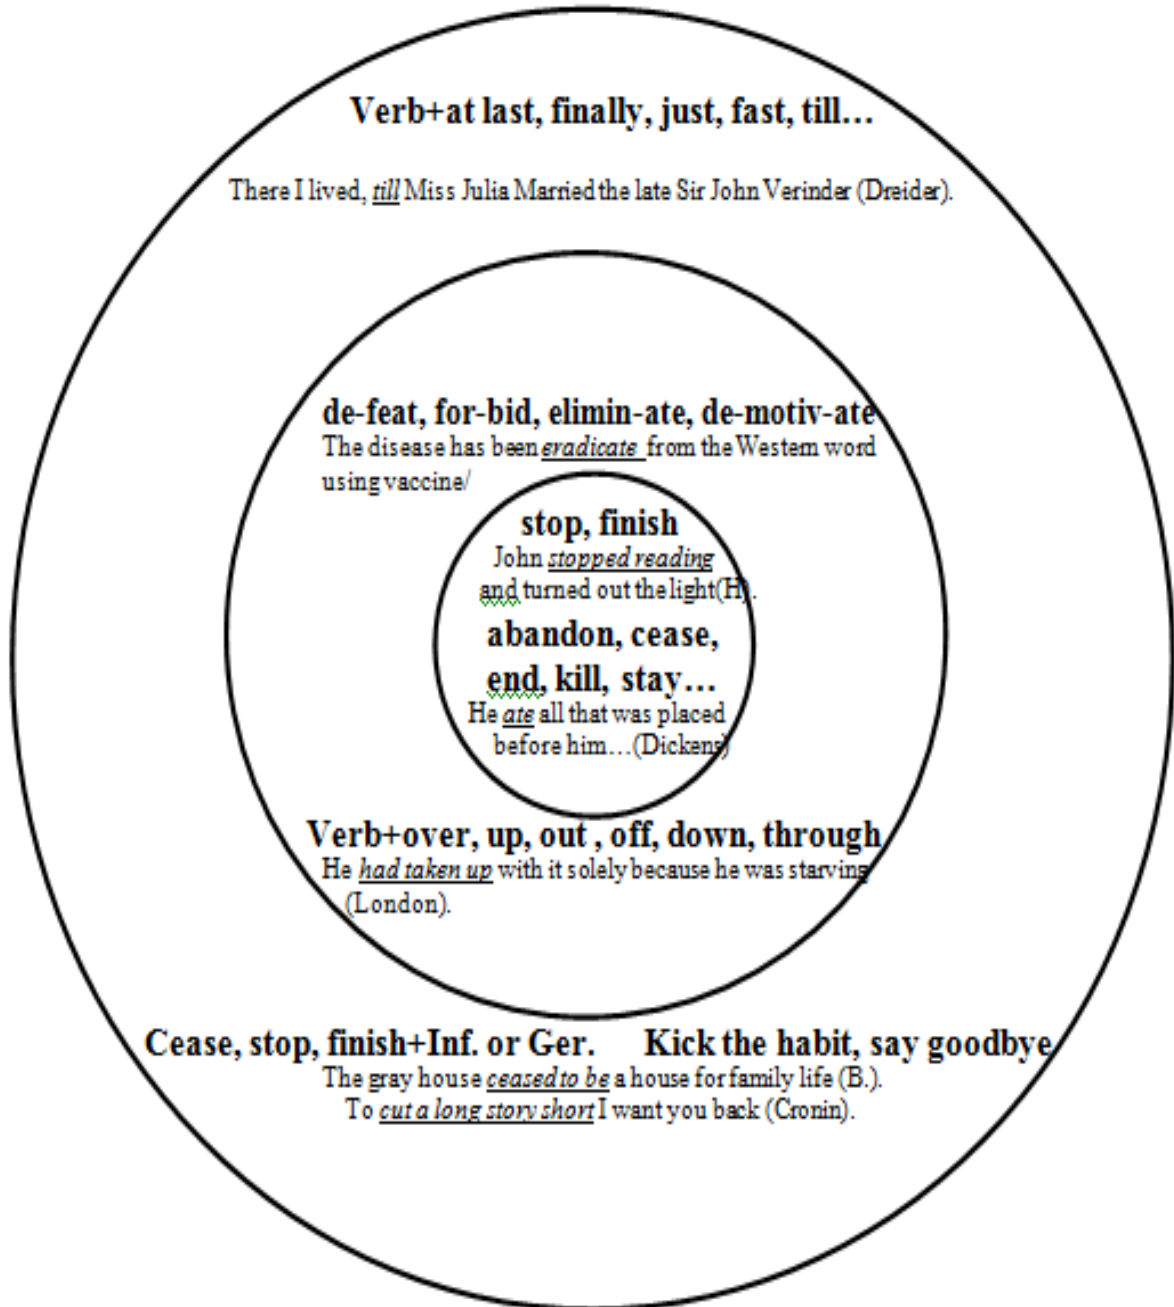 Verb+at last, finally, just, fast, till…
There I lived, till Miss Julia Married the late Sir John Verinder (Dreider).
de-feat, for-bid, elimin-ate, de-motiv-ate
The disease has been eradicate from the Western word
using vaccine/
stop, finish
John stopped reading
and turned out the light(H).
abandon, cease,
end, kill, stay…
He ate all that was placed
before him…(Dickens)
Verb+over, up, out , off, down, through
He had taken up with it solely because he was starving
(London).
Cease, stop, finish+Inf. or Ger. Kick the habit, say goodbye
The gray house ceased to be a house for family life (B.).
To cut a long story short I want you back (Cronin).